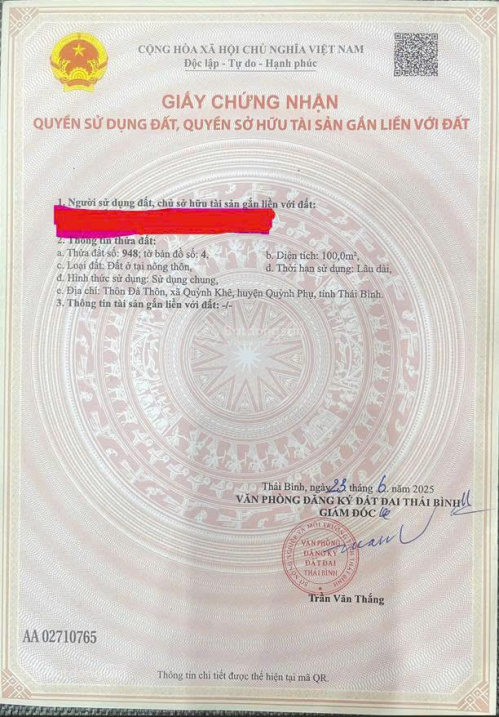 CỘNG HÒA XÃ HỘI CHỦ NGHĨA VIỆT NAM
Độc lập - Tự do - Hạnh phúc
GIẤY CHỨNG NHẬN
QUYỀN SỬ DỤNG ĐẤT, QUYỀN SỞ HỮU TÀI SẢN GẮN LIỀN VỚI ĐẤT
1. Người sử dụng đất, chủ sở hữu tài sản gắn liền với đất:
2. Thông tin thửa đất:
a. Thửa đất số: 948; tờ bản đồ số: 4, b. Diện tích: 100,0m²,
c. Loại đất: Đất ở tại nông thôn, d. Thời hạn sử dụng: Lâu dài,
đ. Hình thức sử dụng: Sử dụng chung,
e. Địa chỉ: Thôn Đà Thôn, xã Quỳnh Khê, huyện Quỳnh Phụ, tỉnh Thái Bình.
3. Thông tin tài sản gắn liền với đất: -/-
Thái Bình, ngày 23 tháng 6 năm 2025
VĂN PHÒNG ĐĂNG KÝ ĐẤT ĐAI THÁI BÌNH
GIÁM ĐỐC
VĂN PHÒNG
ĐĂNG KÝ
ĐẤT ĐAI
THÁI BÌNH
Trần Văn Thắng
AA 02710765
Thông tin chi tiết được thể hiện tại mã QR.